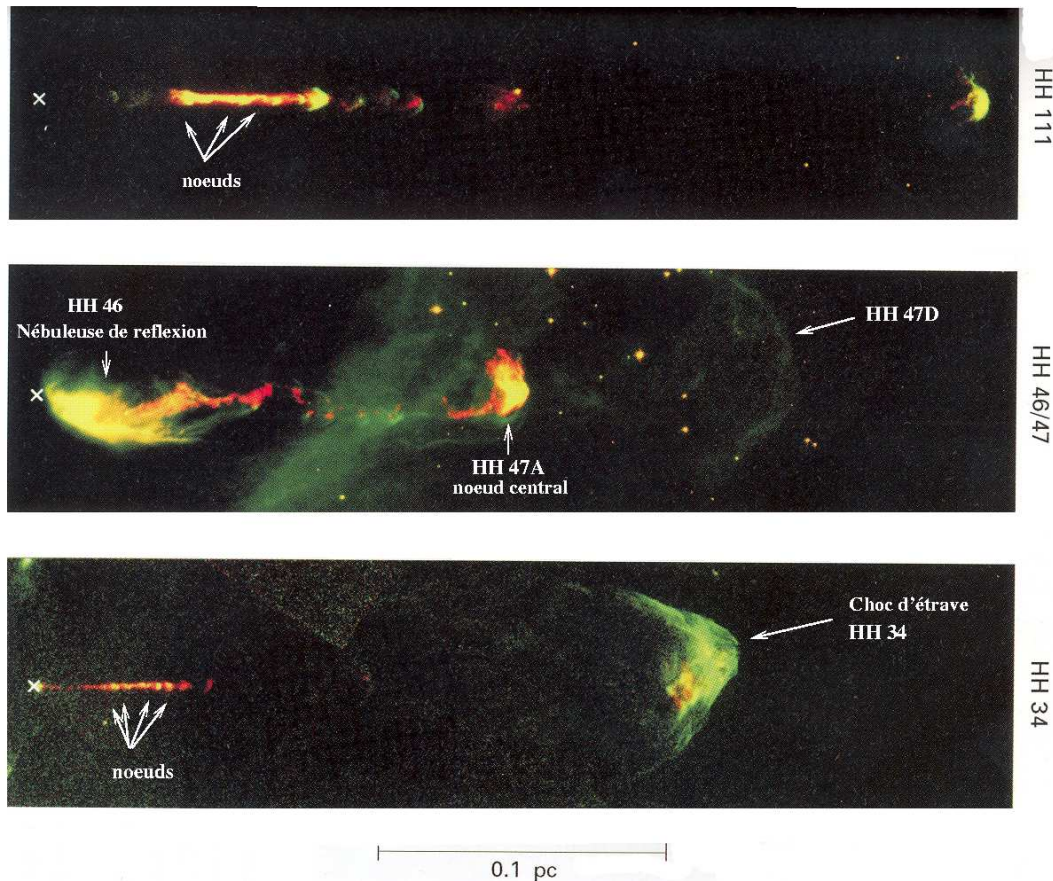 noeuds
HH 111
HH 46
Nébuleuse de reflexion
HH 47D
HH 47A
noeud central
HH 46/47
Choc d'étrave
HH 34
noeuds
HH 34
0.1 pc